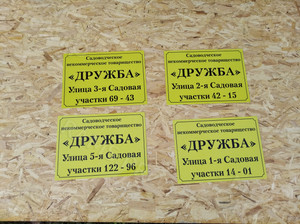 Садоводческое
некоммерческое товарищество
«ДРУЖБА»
Улица 3-я Садовая
участки 69 - 43
Садоводческое
некоммерческое товарищество
«ДРУЖБА»
Улица 2-я Садовая
участки 42 - 15
Садоводческое
некоммерческое товарищество
«ДРУЖБА»
Улица 5-я Садовая
участки 122 - 96
Садоводческое
некоммерческое товарищество
«ДРУЖБА»
Улица 1-я Садовая
участки 14 - 01